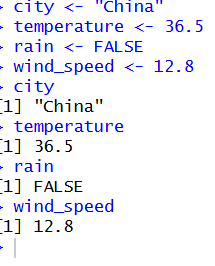 > city <- "China"
> temperature <- 36.5
> rain <- FALSE
> wind_speed <- 12.8
> city
[1] "China"
> temperature
[1] 36.5
> rain
[1] FALSE
> wind_speed
[1] 12.8
>